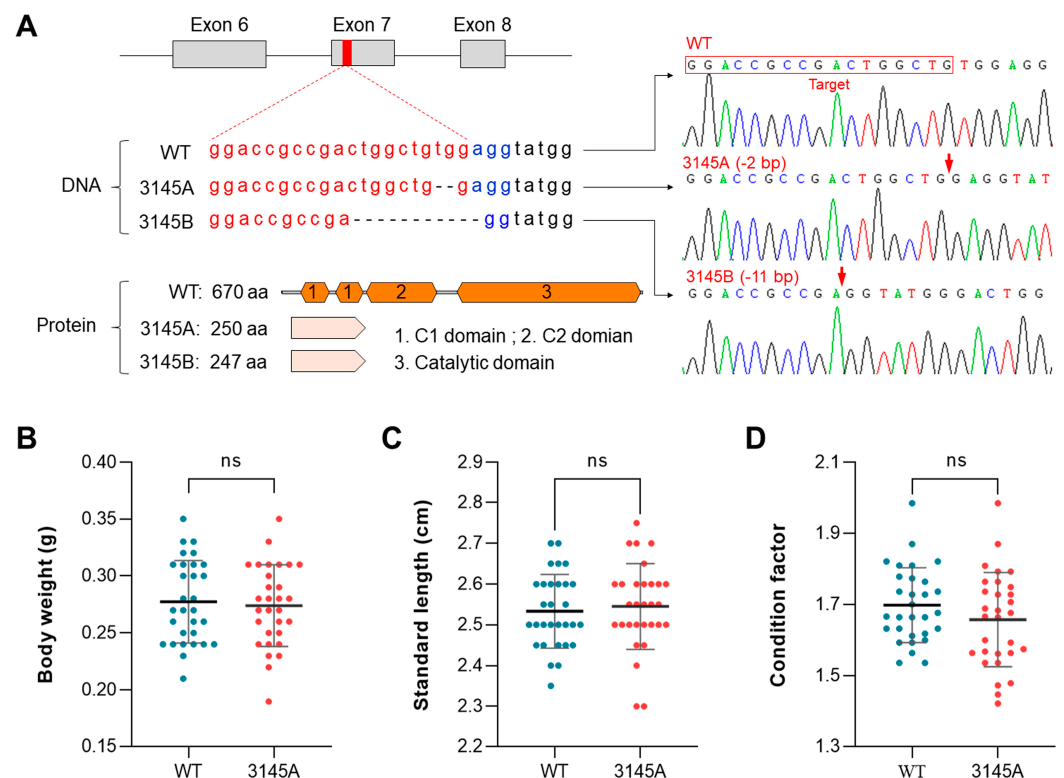 A
Exon 6
Exon 7
Exon 8
DNA
WT
ggaccgccgactggctgtggaggtatgg
3145A
ggaccgccgactggctg--gaggtatgg
3145B
ggaccgccga-----------ggtatgg
Protein
WT: 670 aa
1
1
2
3
3145A: 250 aa
3145B: 247 aa
1. C1 domain ; 2. C2 domian
3. Catalytic domain
WT
GGACCGCCGACTGGCTGTGGAGG
Target
3145A (-2 bp)
GGACCGCCGACTGGCTGGAGGTAT
3145B (-11 bp)
GGACCGCCGAGGTATGGGACTGG
B
ns
Body weight (g)
0.40
0.35
0.30
0.25
0.20
0.15
WT
3145A
C
ns
Standard length (cm)
2.9
2.8
2.7
2.6
2.5
2.4
2.3
2.2
WT
3145A
D
ns
Condition factor
2.1
1.9
1.7
1.5
1.3
WT
3145A